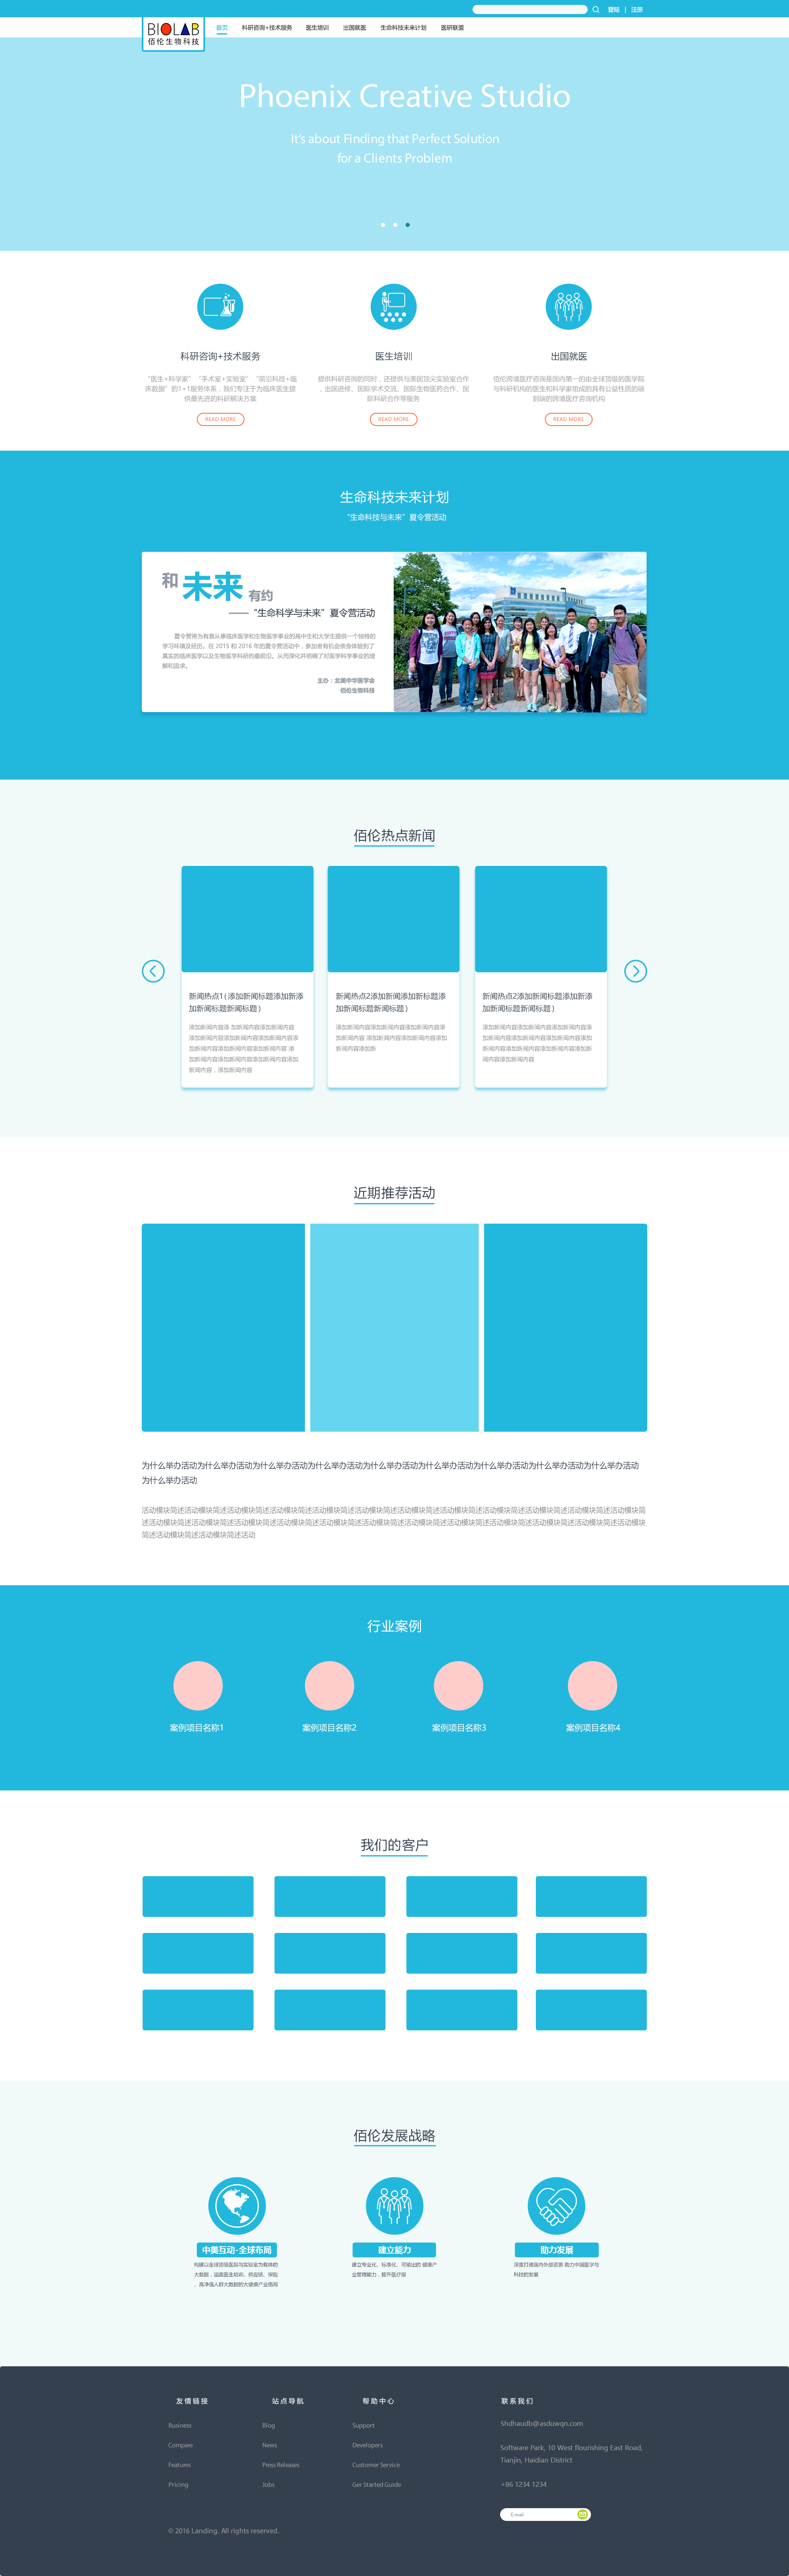 登陆 | 注册
BIOLAB
佰伦生物科技
首页 科研咨询+技术服务 医生培训 出国就医 生命科技未来计划 医研联盟
Phoenix Creative Studio
It's about Finding that Perfect Solution
for a Clients Problem
科研咨询+技术服务
“医生+科学家” “手术室+实验室” “前沿科技+临
床数据” 的1+1服务体系，我们专注于为临床医生提
供最先进的科研解决方案
READ MORE
医生培训
提供科研咨询的同时，还提供与美国顶尖实验室合作
，出国进修、国际学术交流、国际生物医药合作、国
际科研合作等服务
READ MORE
出国就医
佰伦跨境医疗咨询是国内第一的由全球顶级的医学院
与科研机构的医生和科学家组成的具有公益性质的端
到端的跨境医疗咨询机构
READ MORE
生命科技未来计划
“生命科技与未来” 夏令营活动
和 未来 有约
——“生命科学与未来” 夏令营活动
夏令营将为有意从事临床医学和生物医学事业的高中生和大学生提供一个独特的
学习环境及经历。在 2015 和 2016 年的夏令营活动中，参加者有机会亲身体验到了
真实的临床医学以及生物医学科研的最前沿。从而深化并明确了对医学科学事业的理
解和追求。
主办：北美中华医学会
佰伦生物科技
佰伦热点新闻
新闻热点1(添加新闻标题添加新添
加新闻标题新闻标题)
添加新闻内容添 加新闻内容添加新闻内容
添加新闻内容添加新闻内容添加新闻内容添
加新闻内容添加新闻内容添加新闻内容 添
加新闻内容添加新闻内容添加新闻内容添加
新闻内容，添加新闻内容
新闻热点2添加新闻添加新标题添
加新闻标题新闻标题)
添加新闻内容添加新闻内容添加新闻内容添
加新闻内容 添加新闻内容添加新闻内容添加
新闻内容添加新
新闻热点2添加新闻标题添加新添
加新闻标题新闻标题)
添加新闻内容添加新闻内容添加新闻内容添
加新闻内容添加新闻内容添加新闻内容添加
新闻内容添加新闻内容添加新闻内容添加新
闻内容添加新闻内容
近期推荐活动
为什么举办活动为什么举办活动为什么举办活动为什么举办活动为什么举办活动为什么举办活动为什么举办活动为什么举办活动为什么举办活动
为什么举办活动
活动模块简述活动模块简述活动模块简述活动模块简述活动模块简述活动模块简述活动模块简述活动模块简述活动模块简述活动模块简述活动模块简述活动模块简
述活动模块简述活动模块简述活动模块简述活动模块简述活动模块简述活动模块简述活动模块简述活动模块简述活动模块简述活动模块简述活动模块简述活动模块
简述活动模块简述活动模块简述活动
行业案例
案例项目名称1 案例项目名称2 案例项目名称3 案例项目名称4
我们的客户
佰伦发展战略
中美互动-全球布局
构建以全球顶级医院与实验室为载体的
大数据，涵盖医生培训、供应链、保险
、高净值人群大数据的大健康产业格局
建立能力
建立专业化、标准化、可输出的 健康产
业管理能力，提升医疗服
助力发展
深度打通国内外部资源 助力中国医学与
科技的发展
友情链接
Business
Compare
Features
Pricing
站点导航
Blog
News
Press Releases
Jobs
帮助中心
Support
Developers
Customer Service
Ger Started Guide
联系我们
Shdhaudb@asduwqn.com
Software Park, 10 West flourishing East Road,
Tianjin, Haidian District
+86 1234 1234
E-mail
© 2016 Landing. All rights reserved.